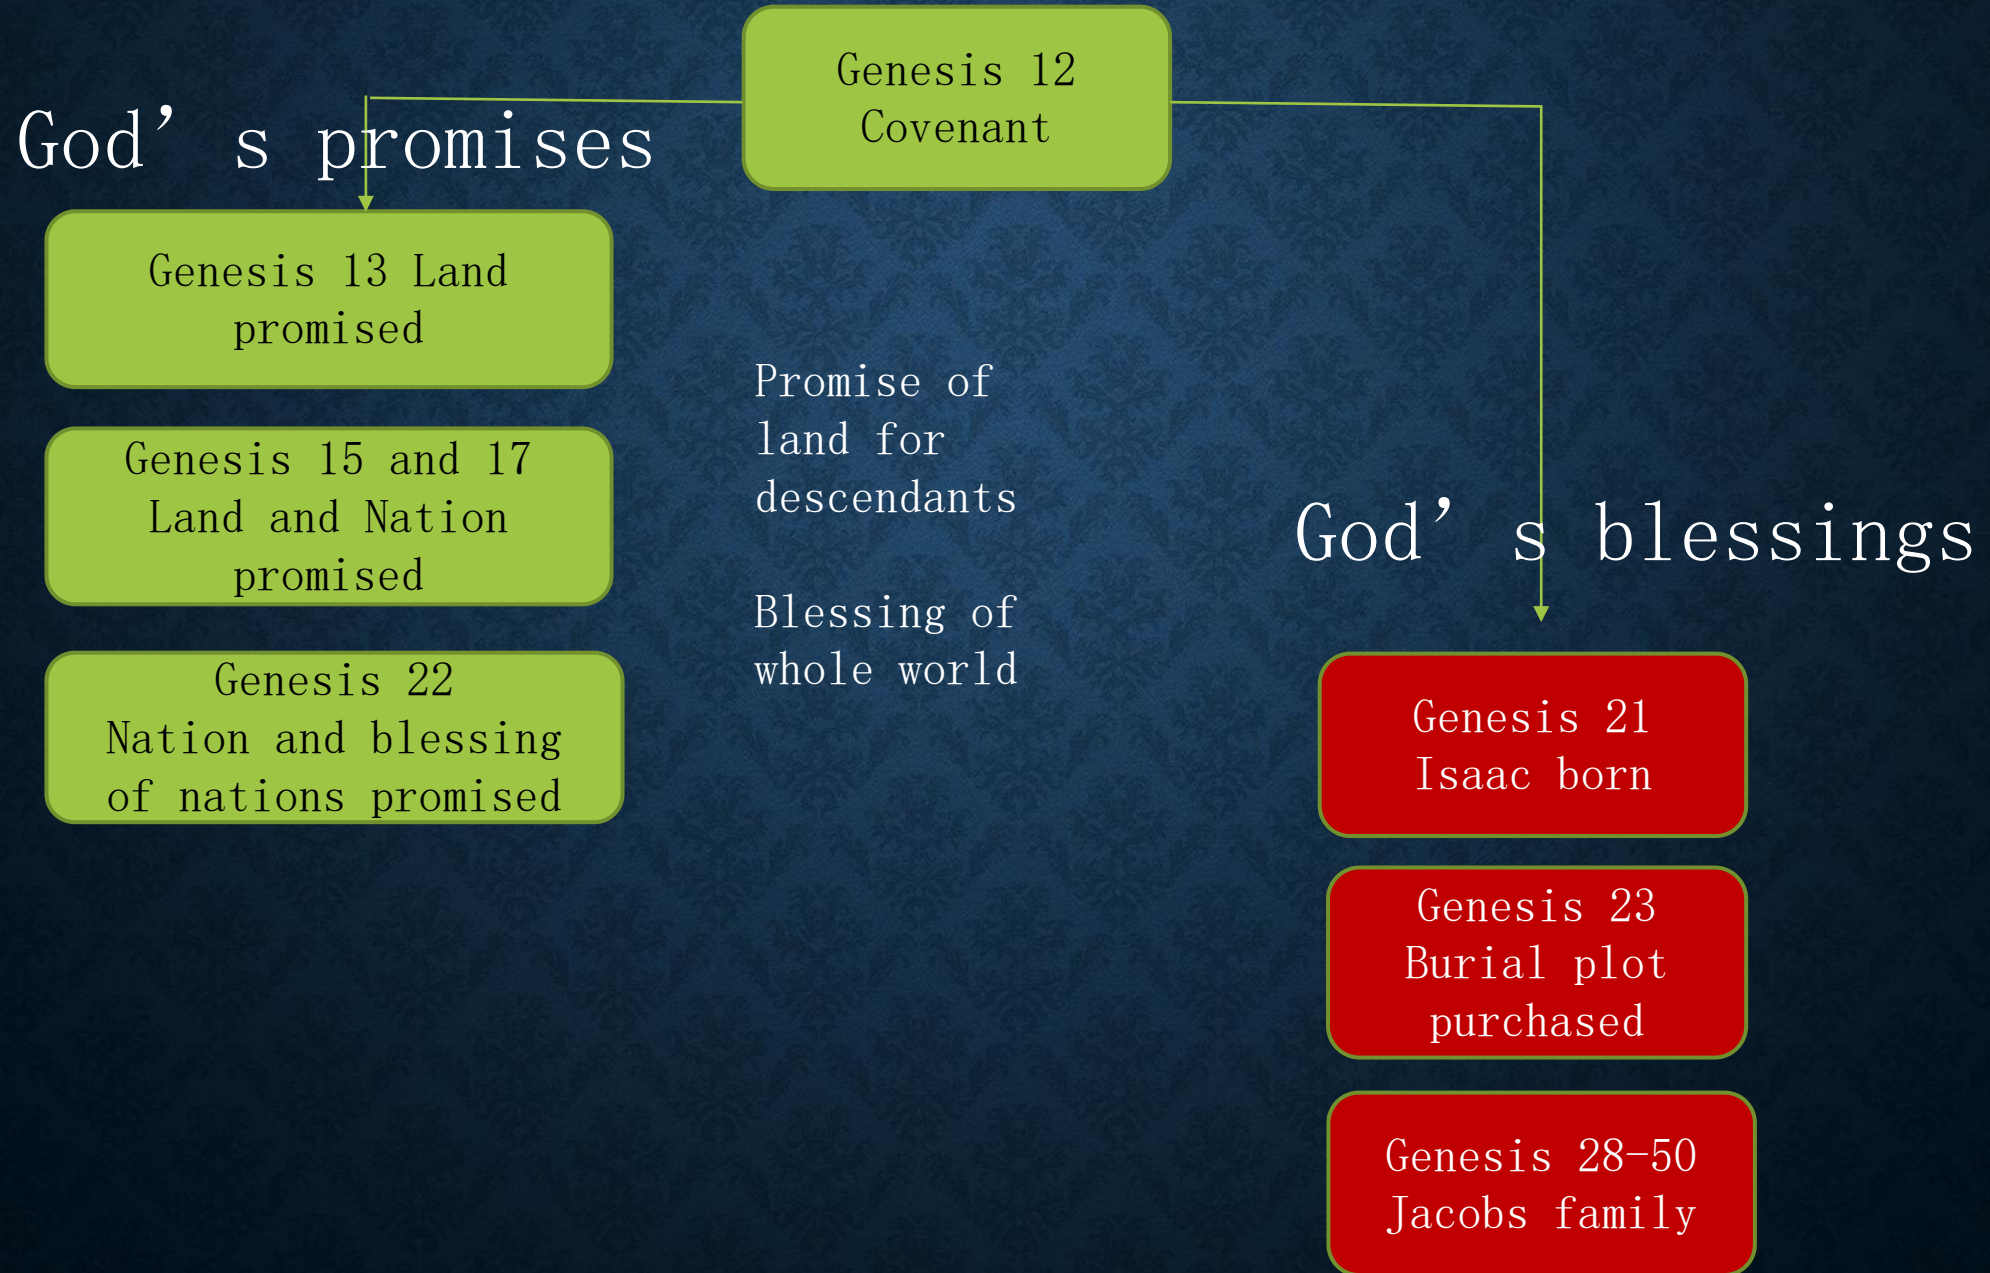 Genesis 12
Covenant
God’s promises
Genesis 13 Land
promised
Genesis 15 and 17
Land and Nation
promised
Genesis 22
Nation and blessing
of nations promised
Promise of
land for
descendants
Blessing of
whole world
God’s blessings
Genesis 21
Isaac born
Genesis 23
Burial plot
purchased
Genesis 28-50
Jacobs family